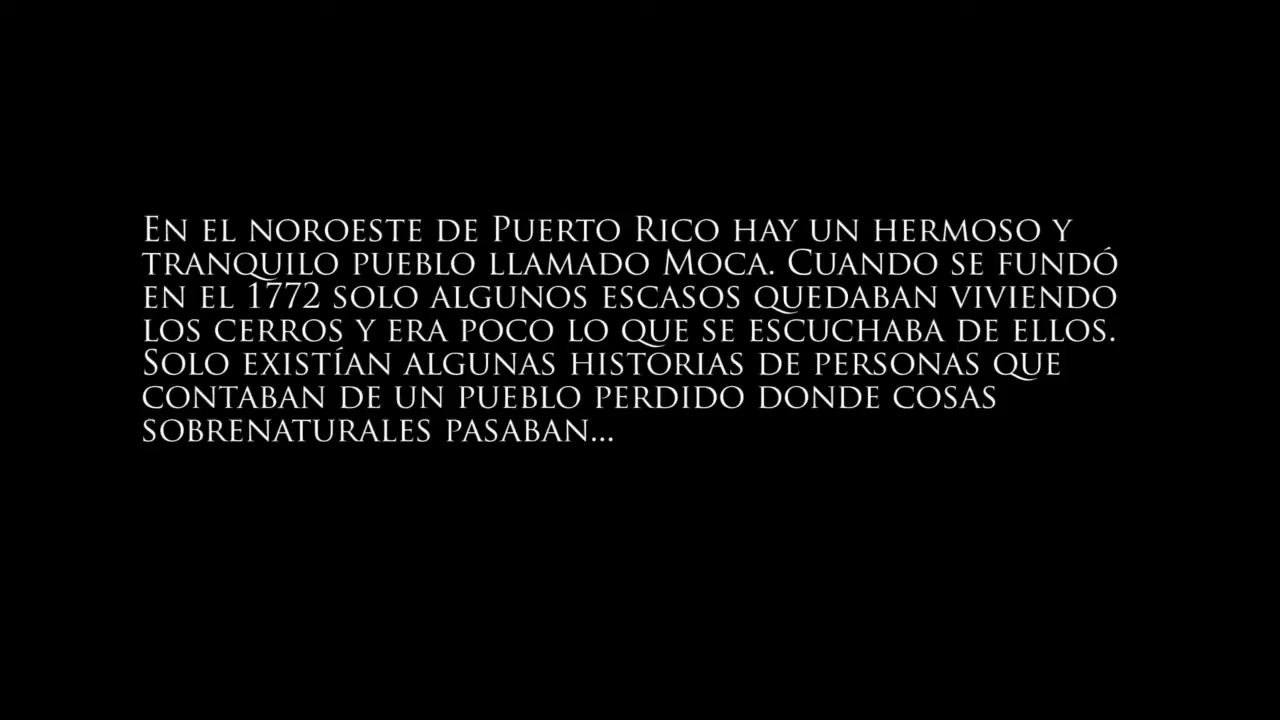 En el noroeste de Puerto Rico hay un hermoso y
tranquilo pueblo llamado Moca. Cuando se fundó
en el 1772 solo algunos escasos quedaban viviendo
los cerros y era poco lo que se escuchaba de ellos.
Solo existían algunas historias de personas que
contaban de un pueblo perdido donde cosas
sobrenaturales pasaban...